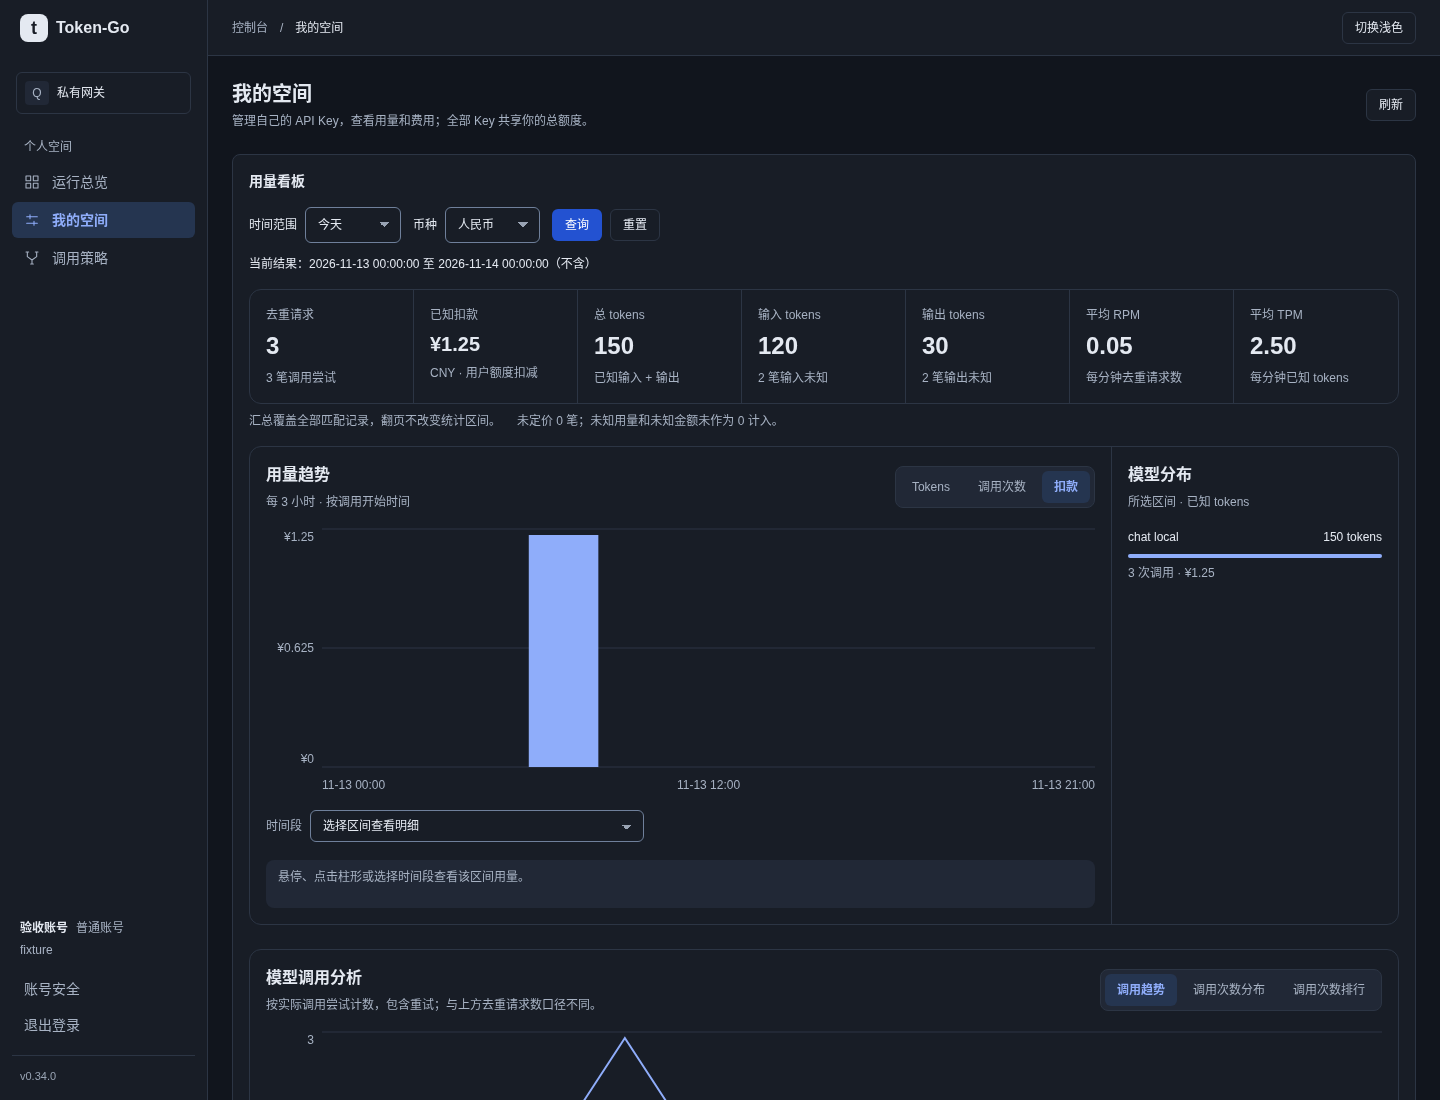 t Token-Go
Q 私有网关
个人空间
运行总览
我的空间
调用策略
验收账号 普通账号
fixture
账号安全
退出登录
v0.34.0
控制台 / 我的空间
切换浅色
我的空间
管理自己的 API Key，查看用量和费用；全部 Key 共享你的总额度。
刷新
用量看板
时间范围 今天 币种 人民币 查询 重置
当前结果：2026-11-13 00:00:00 至 2026-11-14 00:00:00（不含）
去重请求
3
3 笔调用尝试
已知扣款
¥1.25
CNY · 用户额度扣减
总 tokens
150
已知输入 + 输出
输入 tokens
120
2 笔输入未知
输出 tokens
30
2 笔输出未知
平均 RPM
0.05
每分钟去重请求数
平均 TPM
2.50
每分钟已知 tokens
汇总覆盖全部匹配记录，翻页不改变统计区间。 未定价 0 笔；未知用量和未知金额未作为 0 计入。
用量趋势
每 3 小时 · 按调用开始时间
Tokens 调用次数 扣款
¥1.25
¥0.625
¥0
11-13 00:00 11-13 12:00 11-13 21:00
时间段 选择区间查看明细
悬停、点击柱形或选择时间段查看该区间用量。
模型分布
所选区间 · 已知 tokens
chat local 150 tokens
3 次调用 · ¥1.25
模型调用分析
按实际调用尝试计数，包含重试；与上方去重请求数口径不同。
调用趋势 调用次数分布 调用次数排行
3